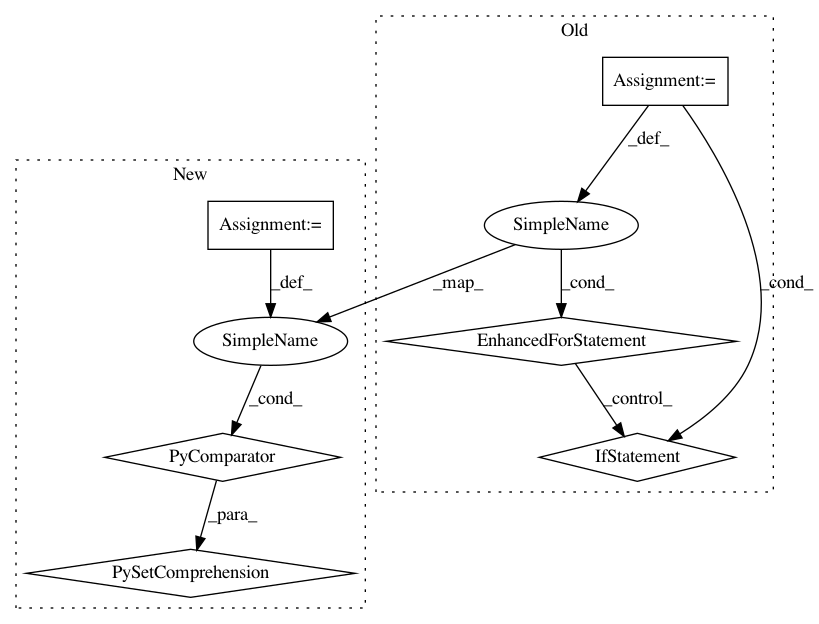 Old
Assignment:=
_def_
New
Assignment:=
SimpleName
_def_
_map_
_cond_
_cond_
SimpleName
EnhancedForStatement
_cond_
_control_
PyComparator
IfStatement
_para_
PySetComprehension